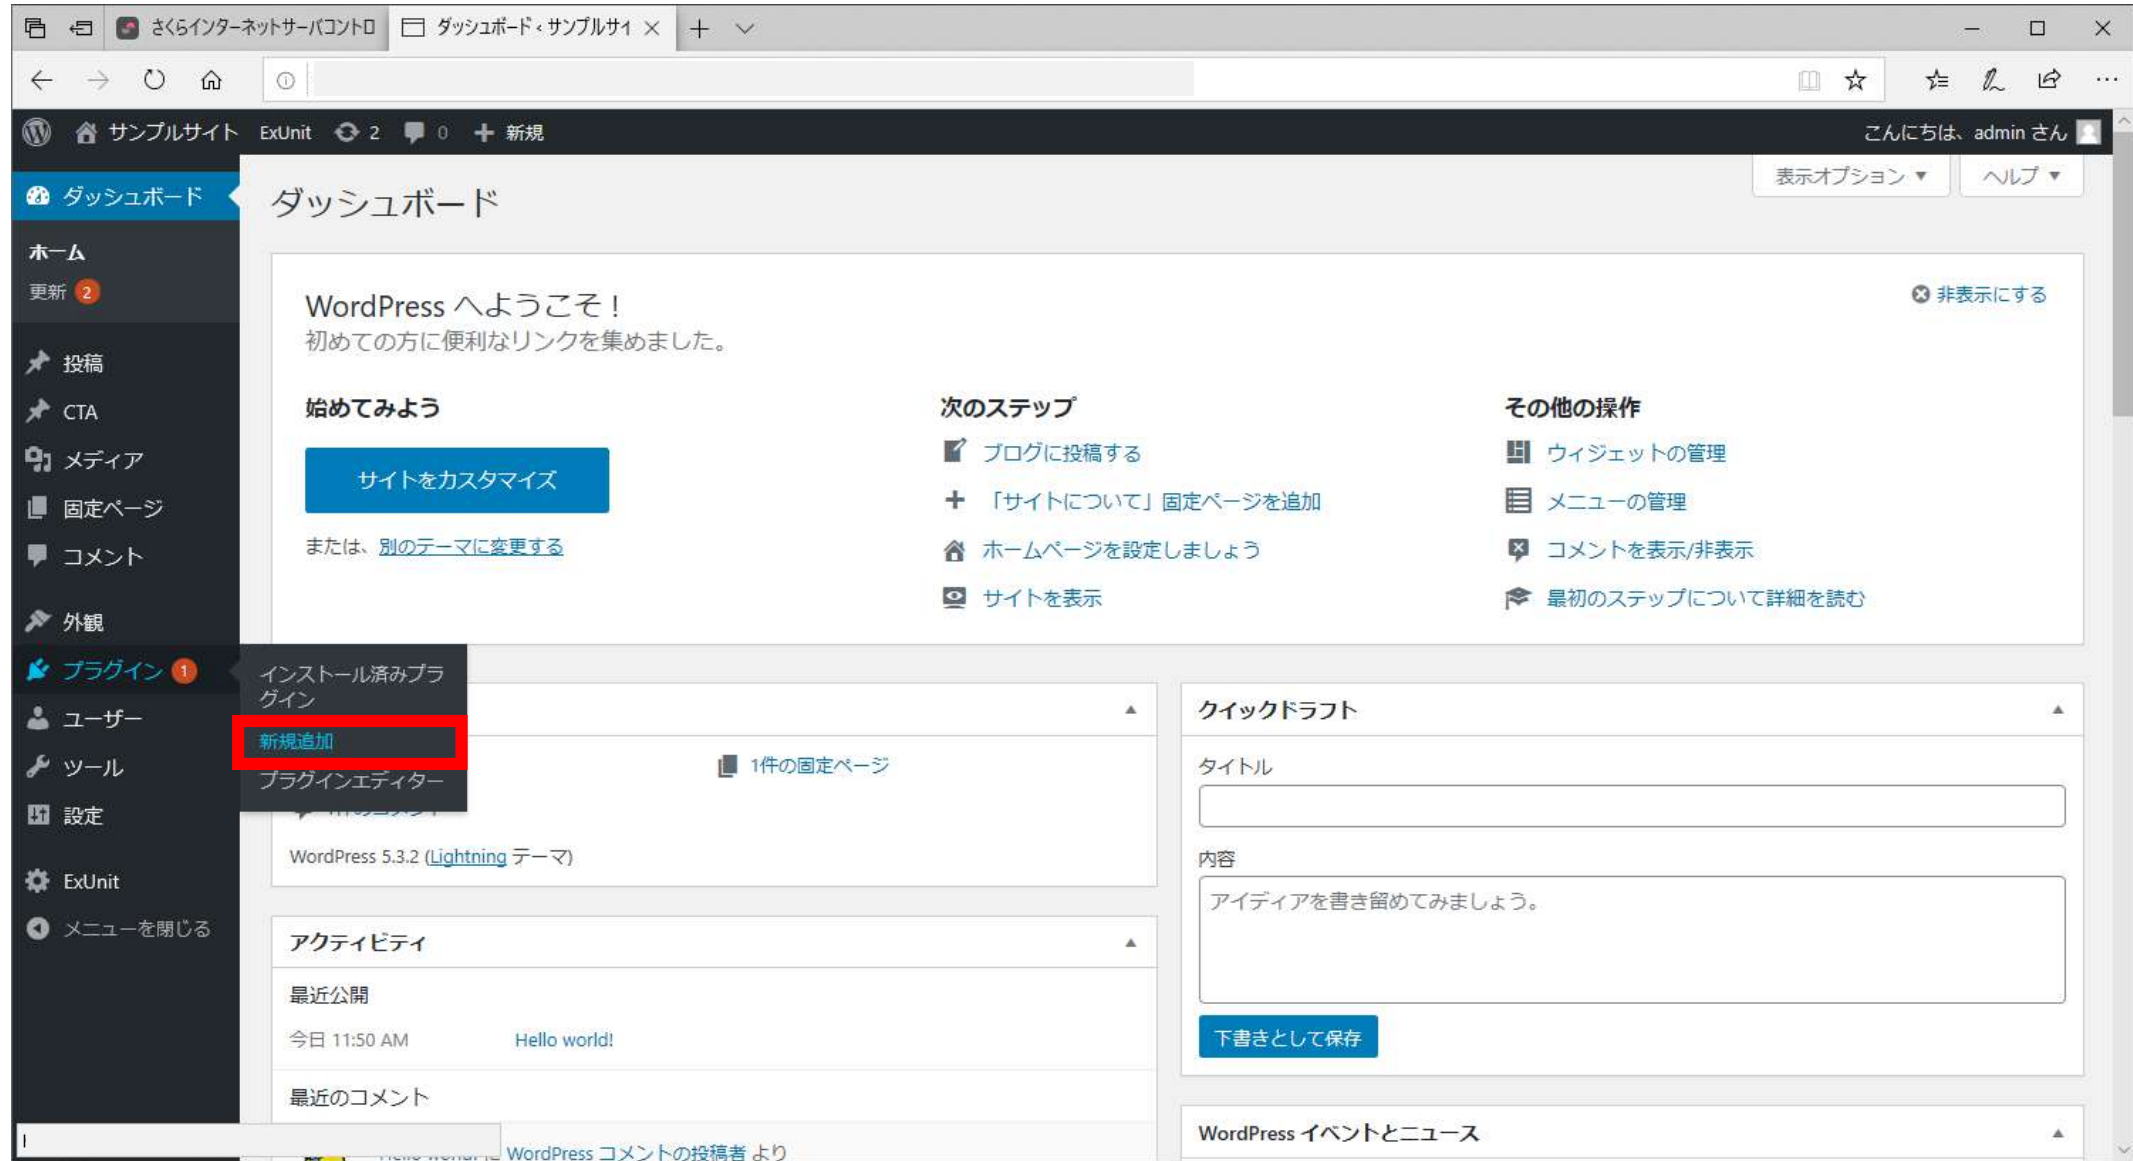 さくらインターネットサーバコントロ
ダッシュボード ‹ サンプルサイ
サンプルサイト ExUnit 2 0 新規
こんにちは、admin さん
ダッシュボード
ホーム
更新 2
投稿
CTA
メディア
固定ページ
コメント
外観
プラグイン 1
ユーザー
ツール
設定
ExUnit
メニューを閉じる
インストール済みプラ
グイン
新規追加
プラグインエディター
表示オプション ▼
ヘルプ ▼
ダッシュボード
WordPress へようこそ !
初めての方に便利なリンクを集めました。
非表示にする
始めてみよう
サイトをカスタマイズ
または、別のテーマに変更する
次のステップ
ブログに投稿する
「サイトについて」固定ページを追加
ホームページを設定しましょう
サイトを表示
その他の操作
ウィジェットの管理
メニューの管理
コメントを表示/非表示
最初のステップについて詳細を読む
1件の固定ページ
WordPress 5.3.2 (Lightning テーマ)
アクティビティ
最近公開
今日 11:50 AM
Hello world!
最近のコメント
WordPress コメントの投稿者 より
クイックドラフト
タイトル
内容
アイディアを書き留めてみましょう。
下書きとして保存
WordPress イベントとニュース